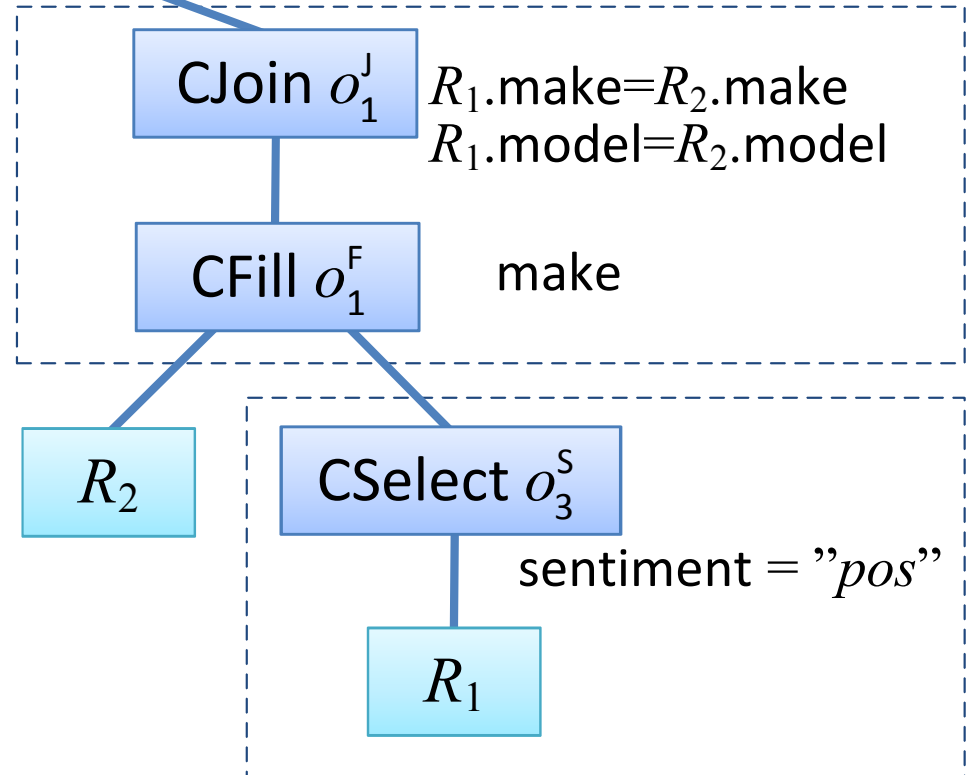 CJoin o₁ᴶ
R₁.make=R₂.make
R₁.model=R₂.model
CFill o₁ꟳ
make
R₂
CSelect o₃ˢ
sentiment = ”pos”
R₁